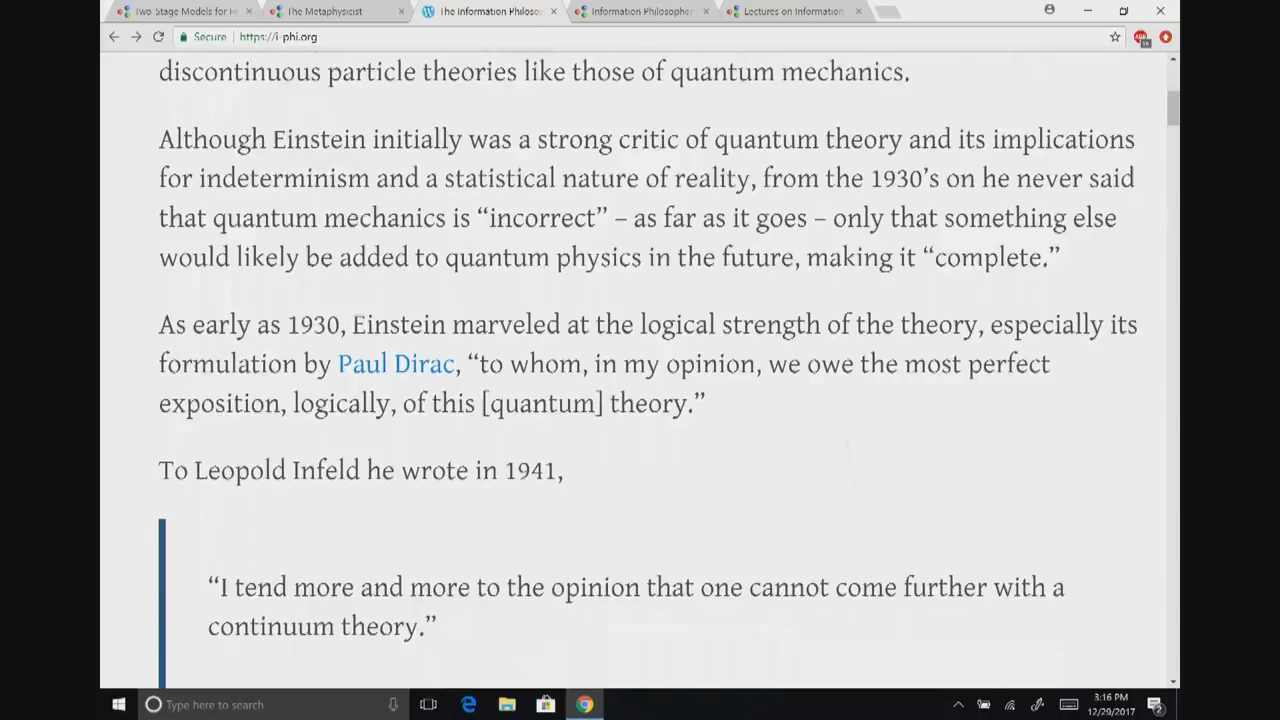 Two-Stage Models for Fr
The Metaphysicist
The Information Philosop
Information Philosopher
Lectures on Information
Secure
https://i-phi.org
discontinuous particle theories like those of quantum mechanics.
Although Einstein initially was a strong critic of quantum theory and its implications
for indeterminism and a statistical nature of reality, from the 1930’s on he never said
that quantum mechanics is “incorrect” – as far as it goes – only that something else
would likely be added to quantum physics in the future, making it “complete.”
As early as 1930, Einstein marveled at the logical strength of the theory, especially its
formulation by Paul Dirac, “to whom, in my opinion, we owe the most perfect
exposition, logically, of this [quantum] theory.”
To Leopold Infeld he wrote in 1941,
“I tend more and more to the opinion that one cannot come further with a
continuum theory.”
Type here to search
3:16 PM
12/29/2017